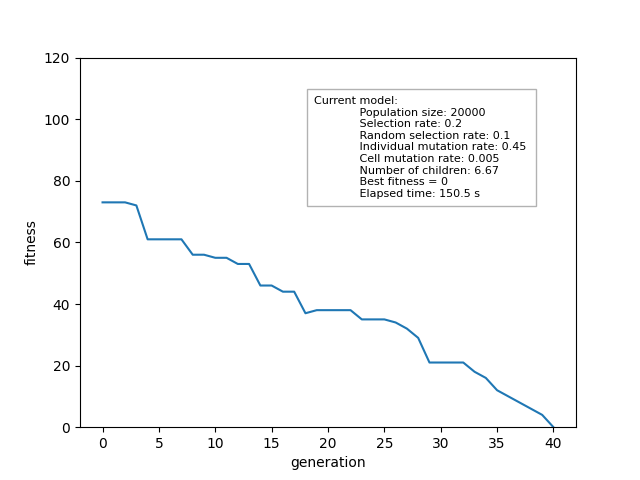 120
100
80
60
40
20
0
fitness
Current model:
Population size: 20000
Selection rate: 0.2
Random selection rate: 0.1
Individual mutation rate: 0.45
Cell mutation rate: 0.005
Number of children: 6.67
Best fitness = 0
Elapsed time: 150.5 s
0 5 10 15 20 25 30 35 40
generation